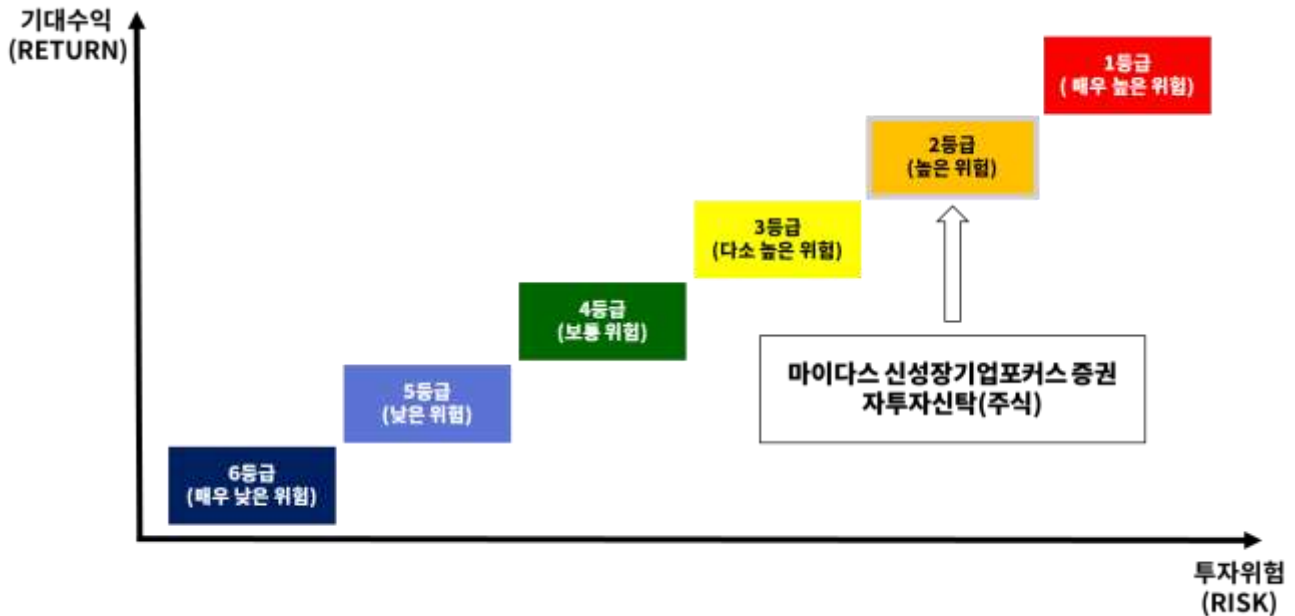 기대수익
(RETURN)
1등급
( 매우 높은 위험)
2등급
(높은 위험)
3등급
(다소 높은 위험)
4등급
(보통 위험)
마이다스 신성장기업포커스 증권
자투자신탁(주식)
5등급
(낮은 위험)
6등급
(매우 낮은 위험)
투자위험
(RISK)